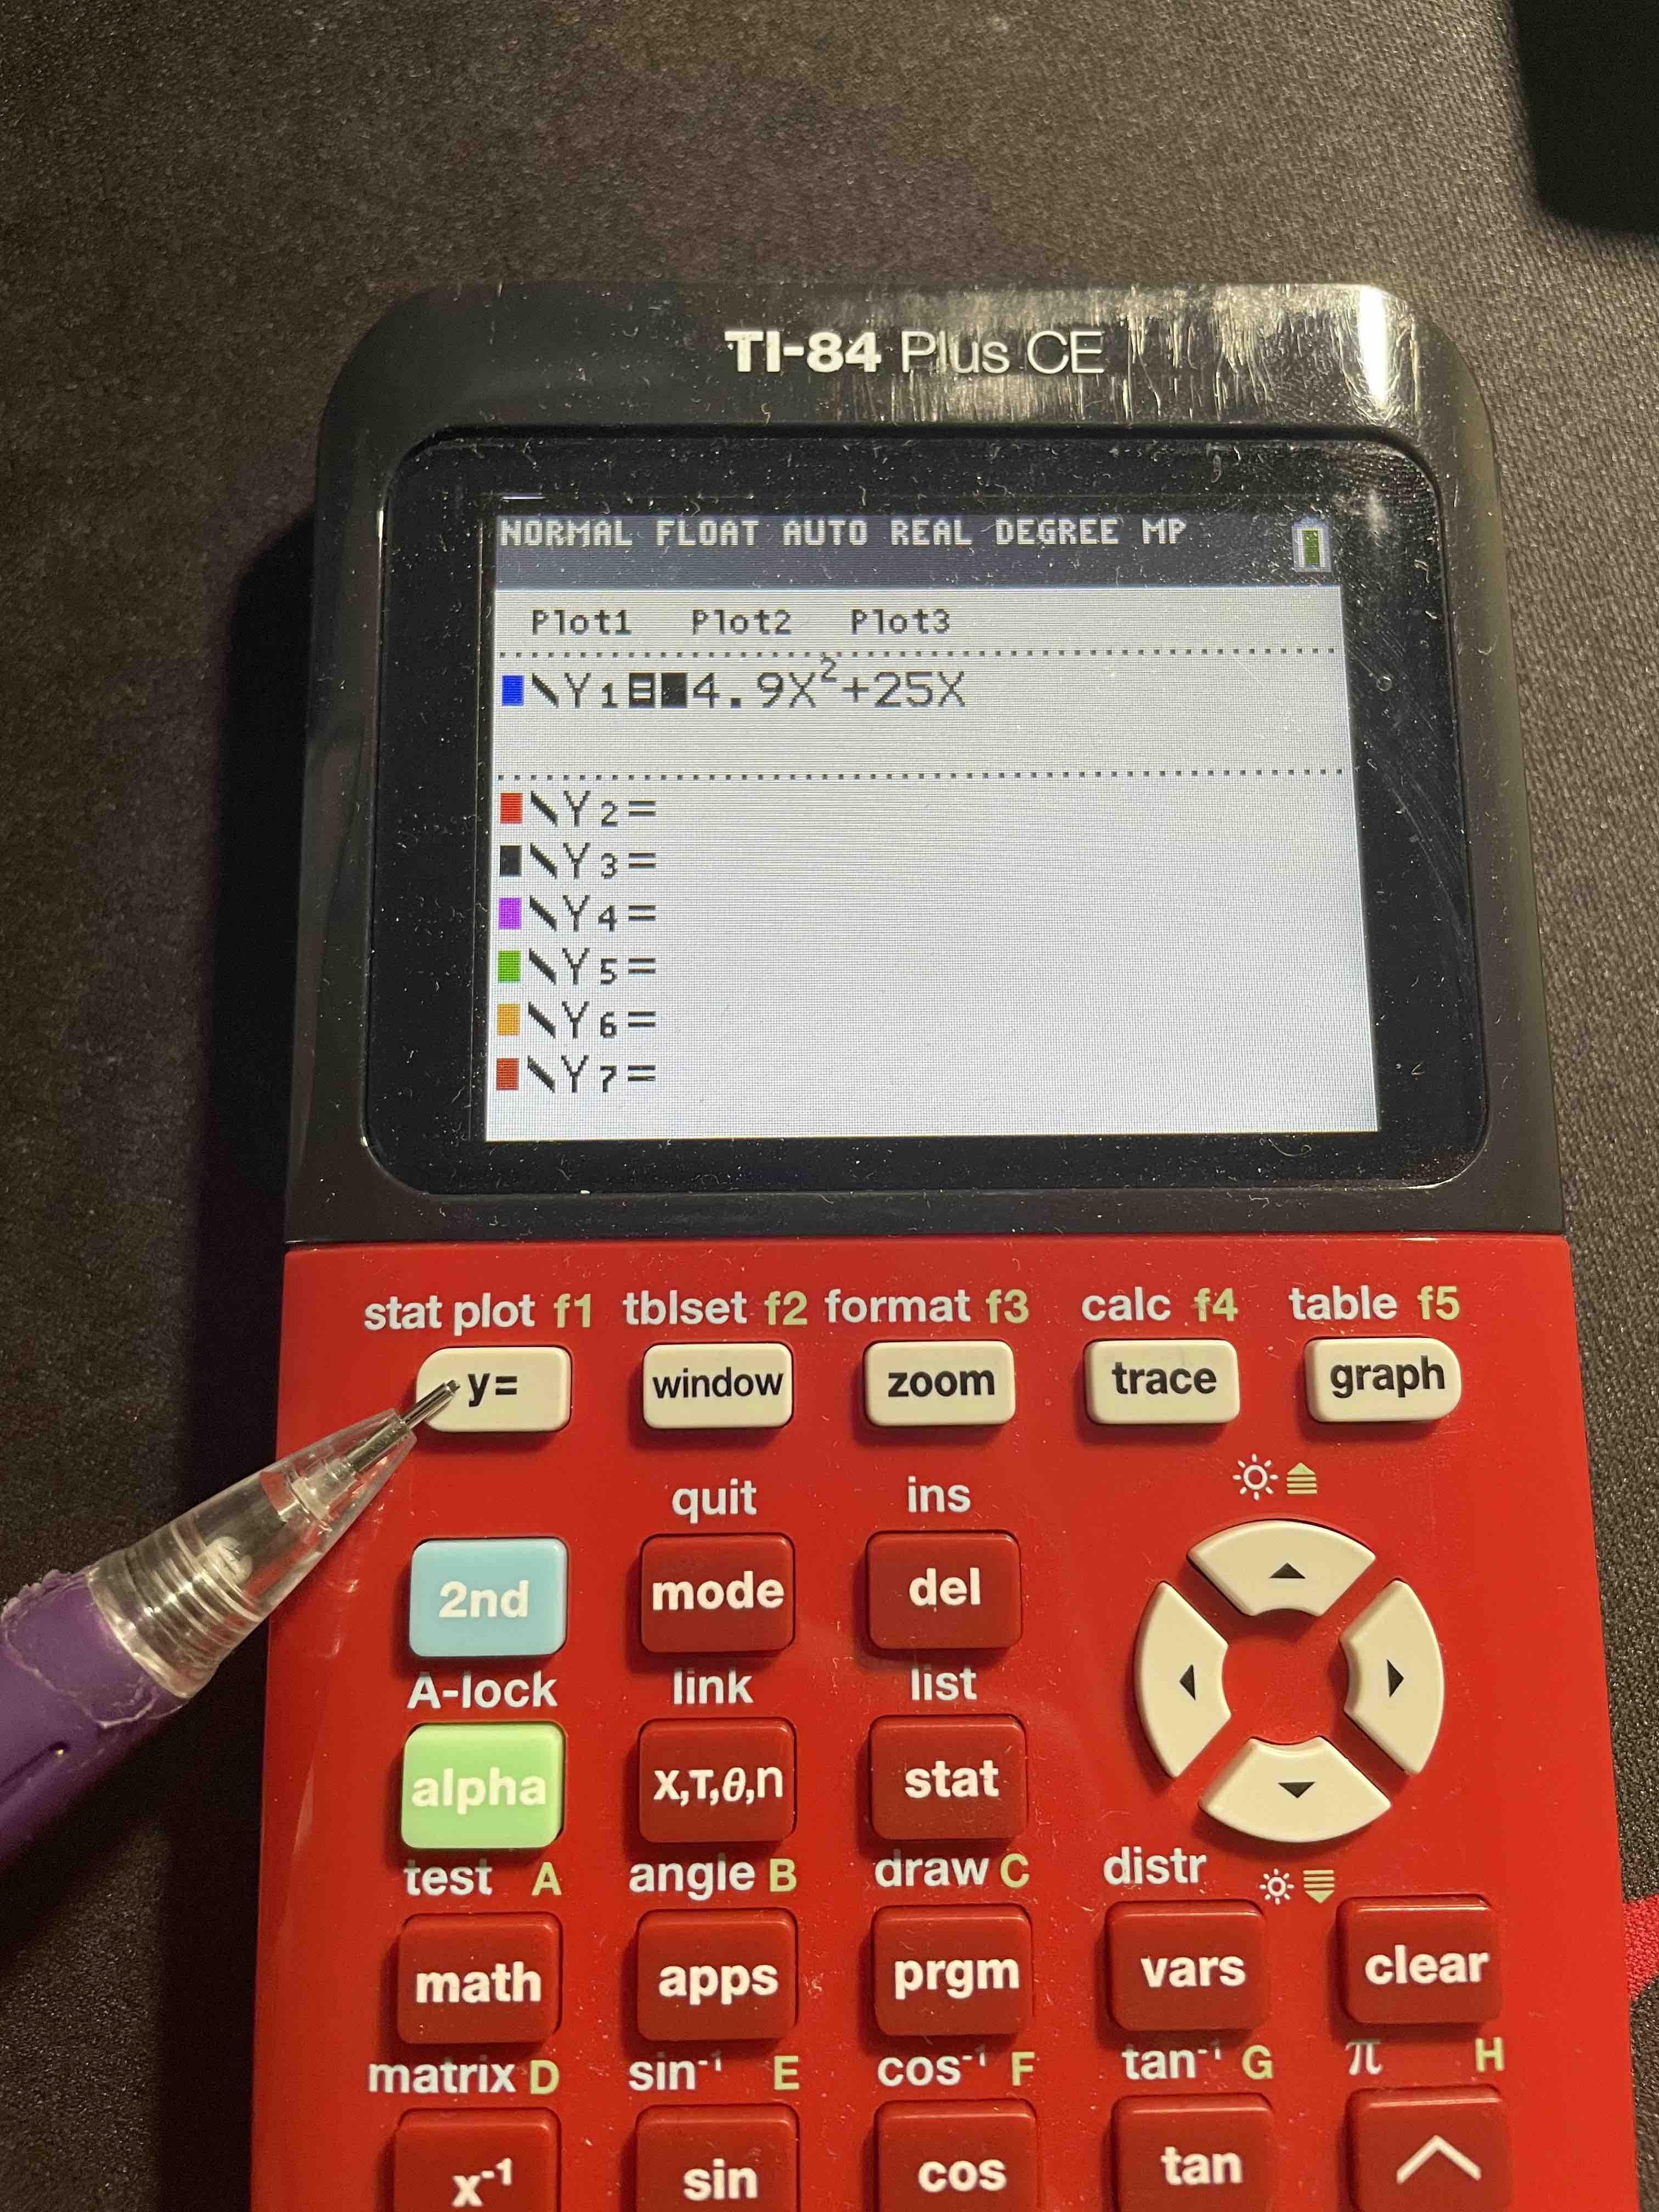 TI-84 Plus CE
NORMAL FLOAT AUTO REAL DEGREE MP
Plot1 Plot2 Plot3
\Y1=■4.9X²+25X
\Y2=
\Y3=
\Y4=
\Y5=
\Y6=
\Y7=
stat plot f1 tblset f2 format f3 calc f4 table f5
y= window zoom trace graph
quit ins
2nd mode del
A-lock link list
alpha X,T,θ,n stat
test A angle B draw C distr
math apps prgm vars clear
matrix D sin⁻¹ E cos⁻¹ F tan⁻¹ G π H
x⁻¹ sin cos tan ^